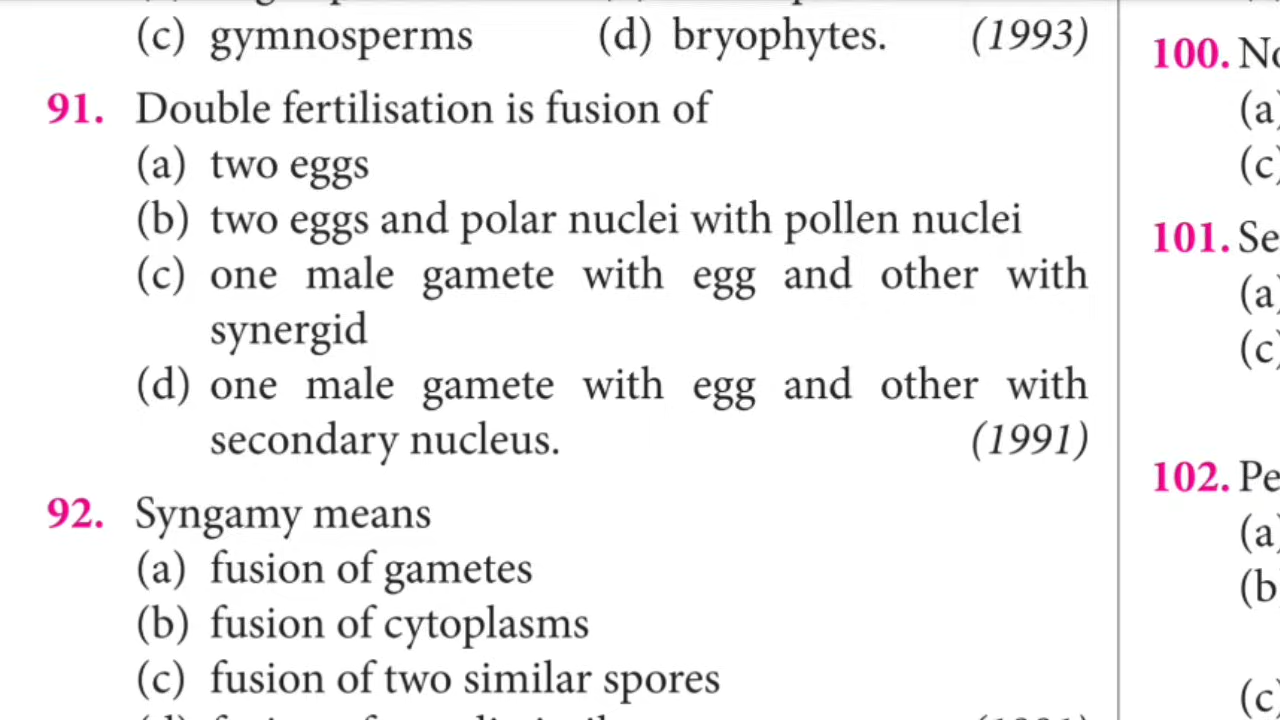 (c) gymnosperms (d) bryophytes. (1993)
91. Double fertilisation is fusion of
(a) two eggs
(b) two eggs and polar nuclei with pollen nuclei
(c) one male gamete with egg and other with
synergid
(d) one male gamete with egg and other with
secondary nucleus. (1991)
92. Syngamy means
(a) fusion of gametes
(b) fusion of cytoplasms
(c) fusion of two similar spores
100.
(a)
(c)
101. Se
(a)
(c)
102. Pe
(a)
(b
(c)